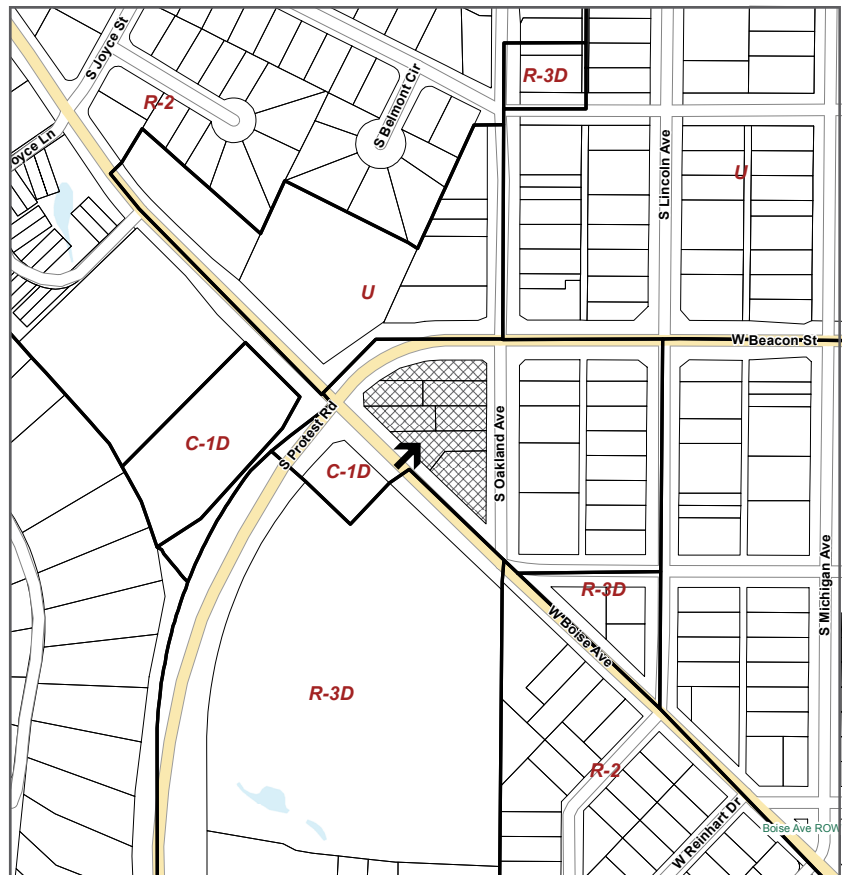 S Joyce St
R-3D
R-2
S Belmont Cir
oyce Ln
S Lincoln Ave
U
U
W Beacon St
S Protest Rd
C-1D
C-1D
S Oakland Ave
S Michigan Ave
R-3D
W Boise Ave
R-3D
R-2
W Reinhart Dr
Boise Ave ROW